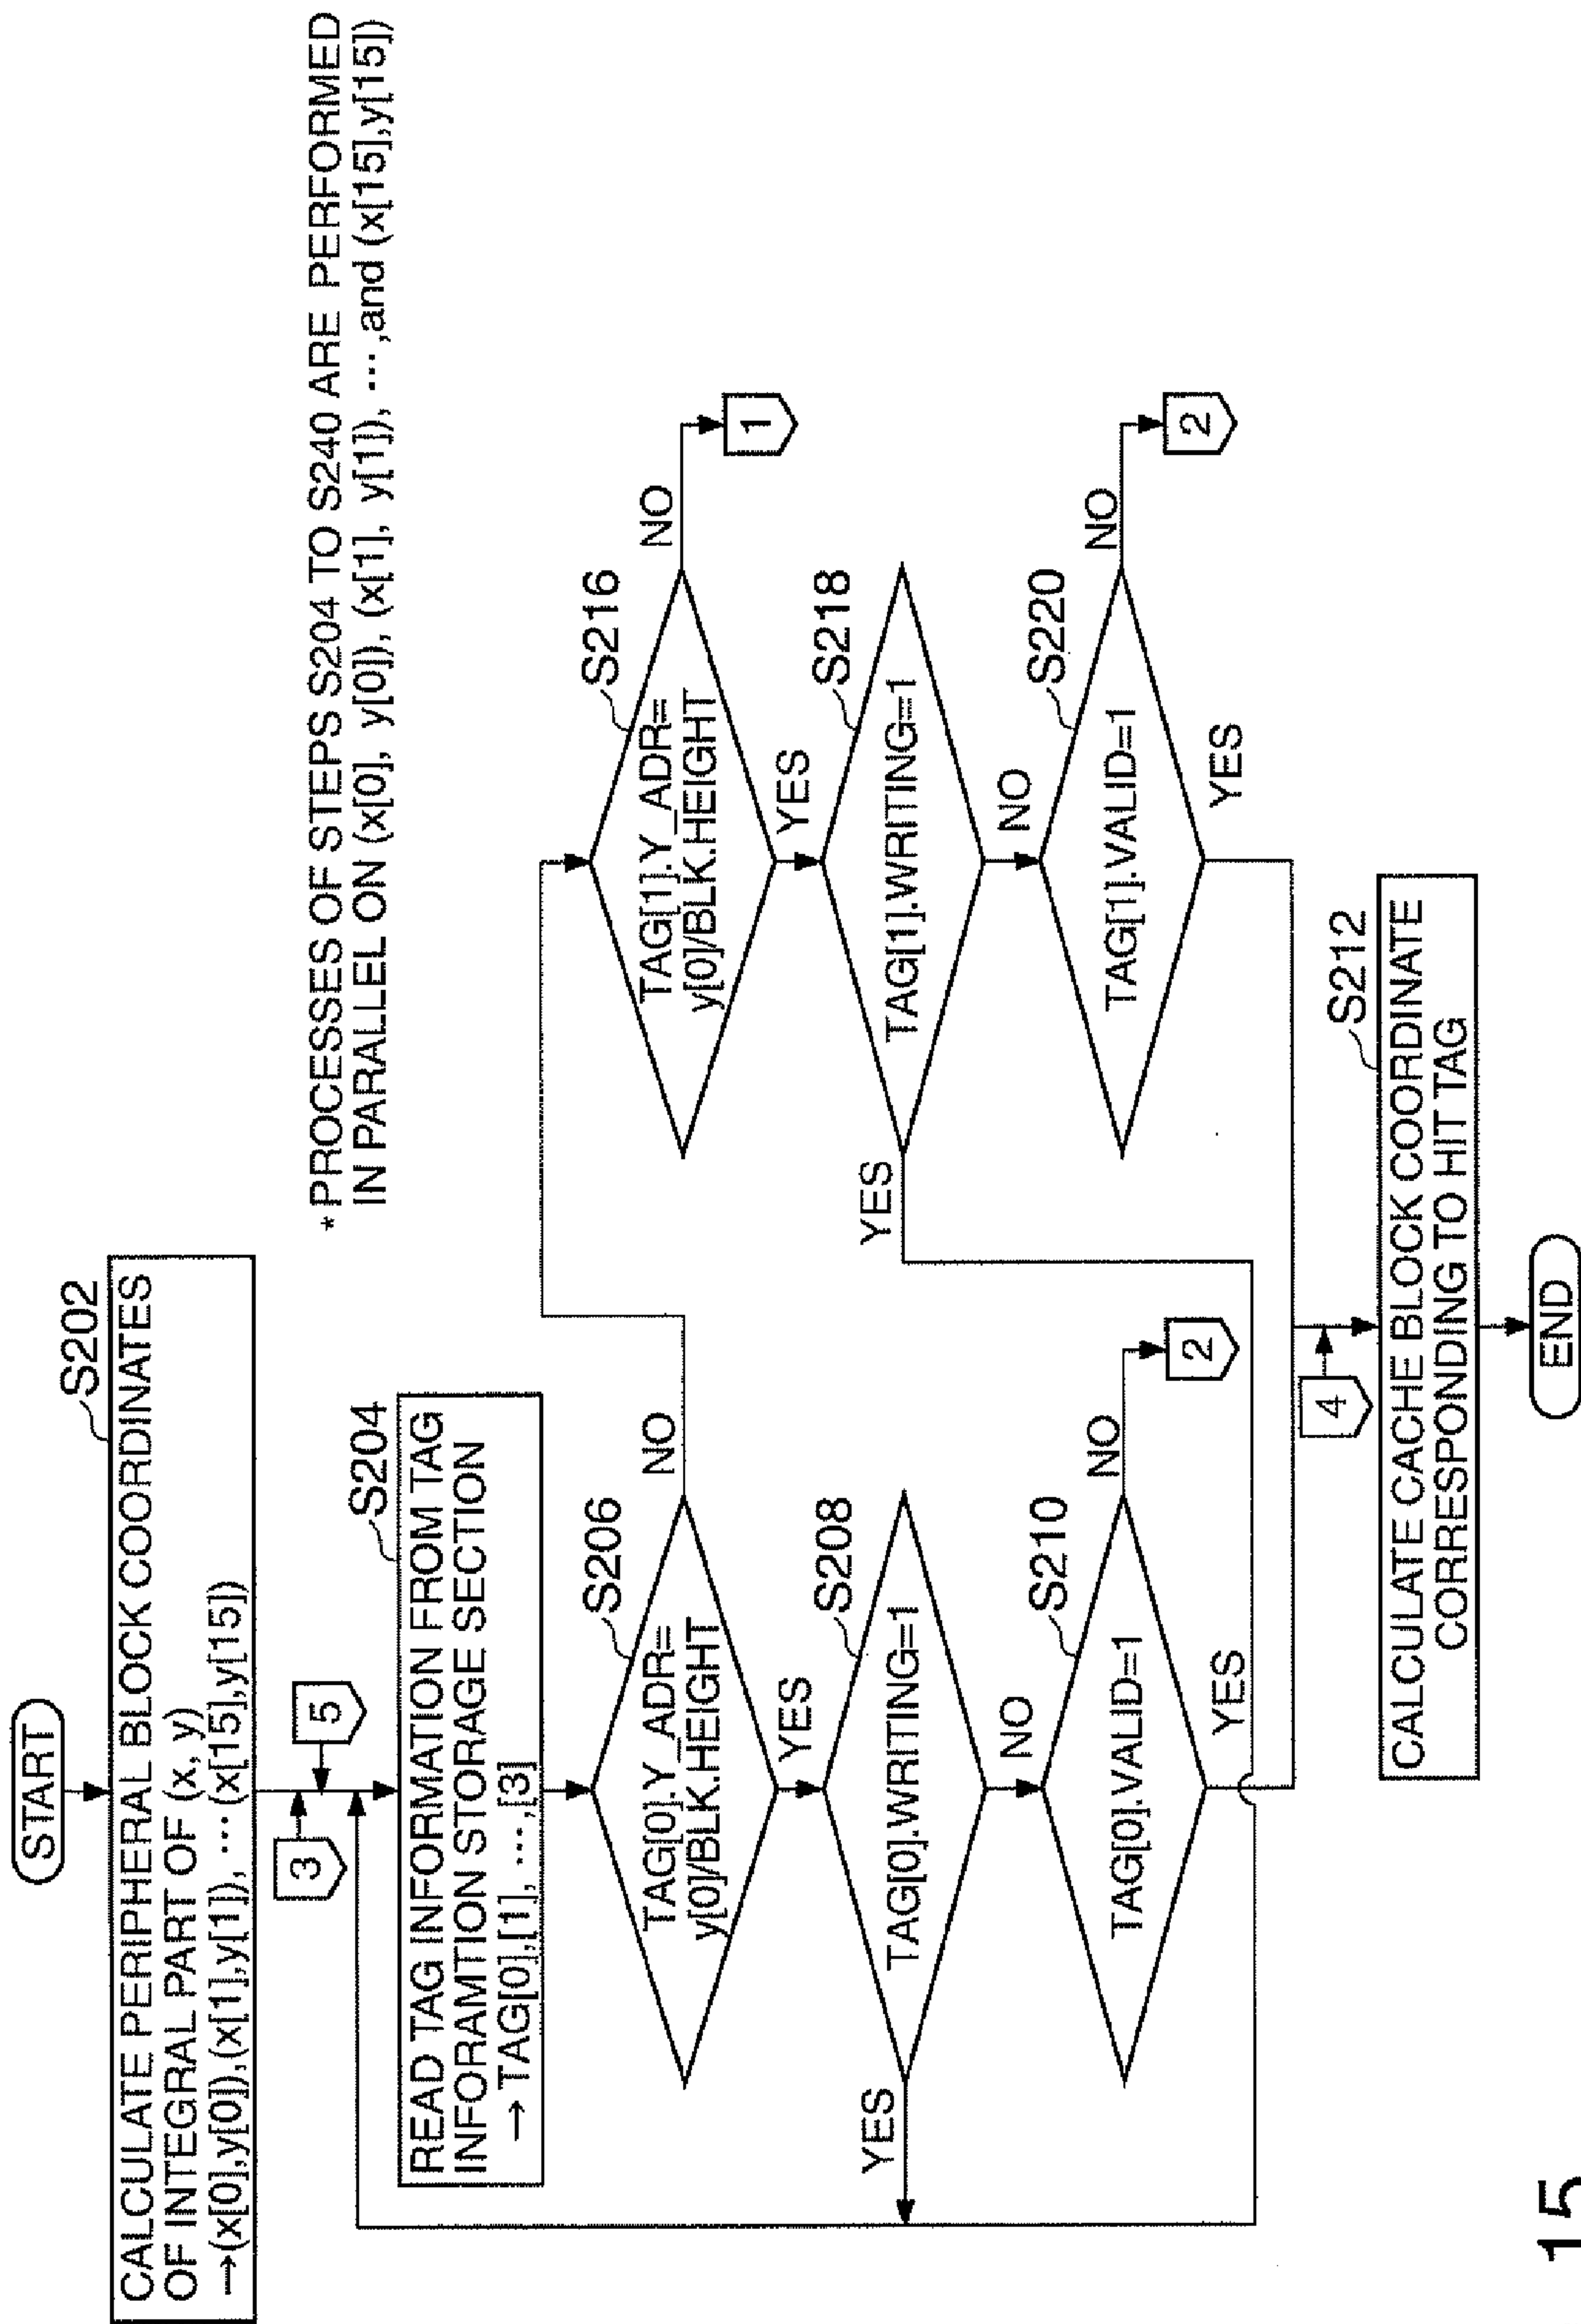 START
S202
CALCULATE PERIPHERAL BLOCK COORDINATES
OF INTEGRAL PART OF (x, y)
→(x[0],y[0]),(x[1],y[1]), ··· (x[15],y[15])
*PROCESSES OF STEPS S204 TO S240 ARE PERFORMED
IN PARALLEL ON (x[0], y[0]), (x[1], y[1]), ···,and (x[15],y[15])
3
5
S204
READ TAG INFORMATION FROM TAG
INFORAMTION STORAGE SECTION
→ TAG[0],[1], ···,[3]
S206
TAG[0].Y_ADR=
y[0]/BLK.HEIGHT
NO
YES
S208
TAG[0].WRITING=1
YES
NO
S210
TAG[0].VALID=1
NO
2
YES
S216
TAG[1].Y_ADR=
y[0]/BLK.HEIGHT
NO
1
YES
S218
TAG[1].WRITING=1
YES
NO
S220
TAG[1].VALID=1
NO
2
YES
4
S212
CALCULATE CACHE BLOCK COORDINATE
CORRESPONDING TO HIT TAG
END
15